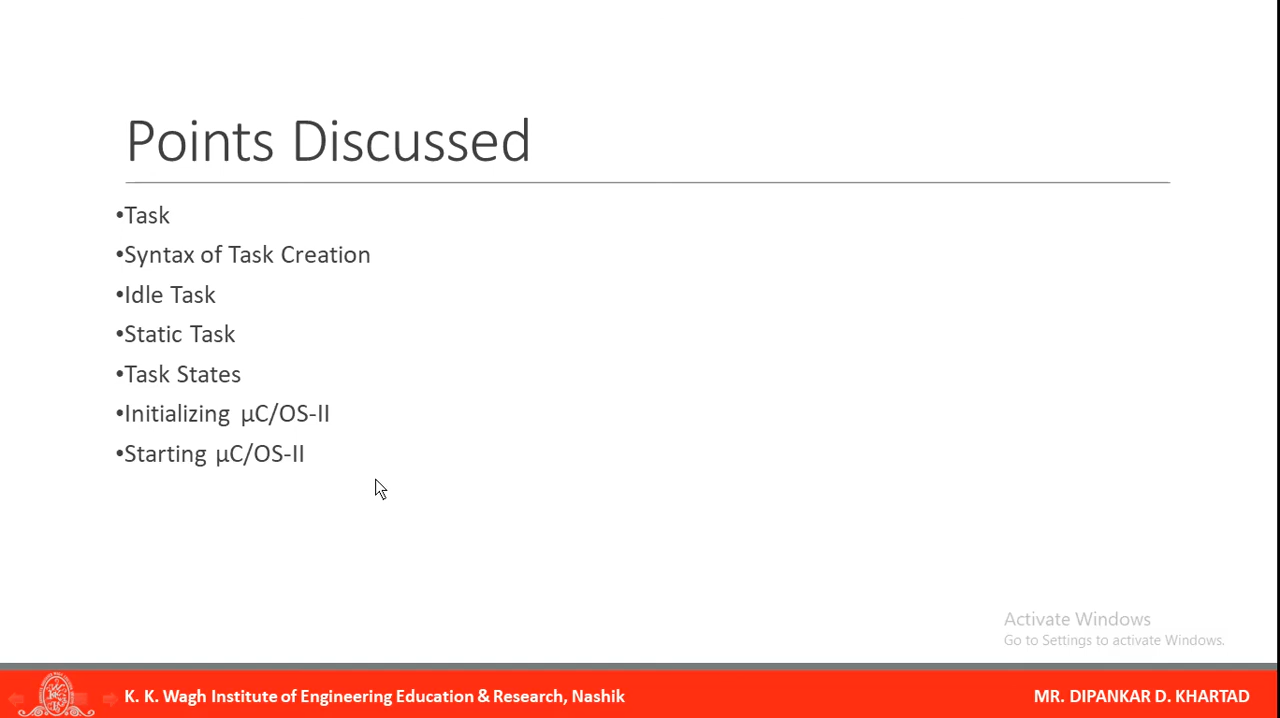 Points Discussed
•Task
•Syntax of Task Creation
•Idle Task
•Static Task
•Task States
•Initializing µC/OS-II
•Starting µC/OS-II
Activate Windows
Go to Settings to activate Windows.
K. K. Wagh Institute of Engineering Education & Research, Nashik
MR. DIPANKAR D. KHARTAD